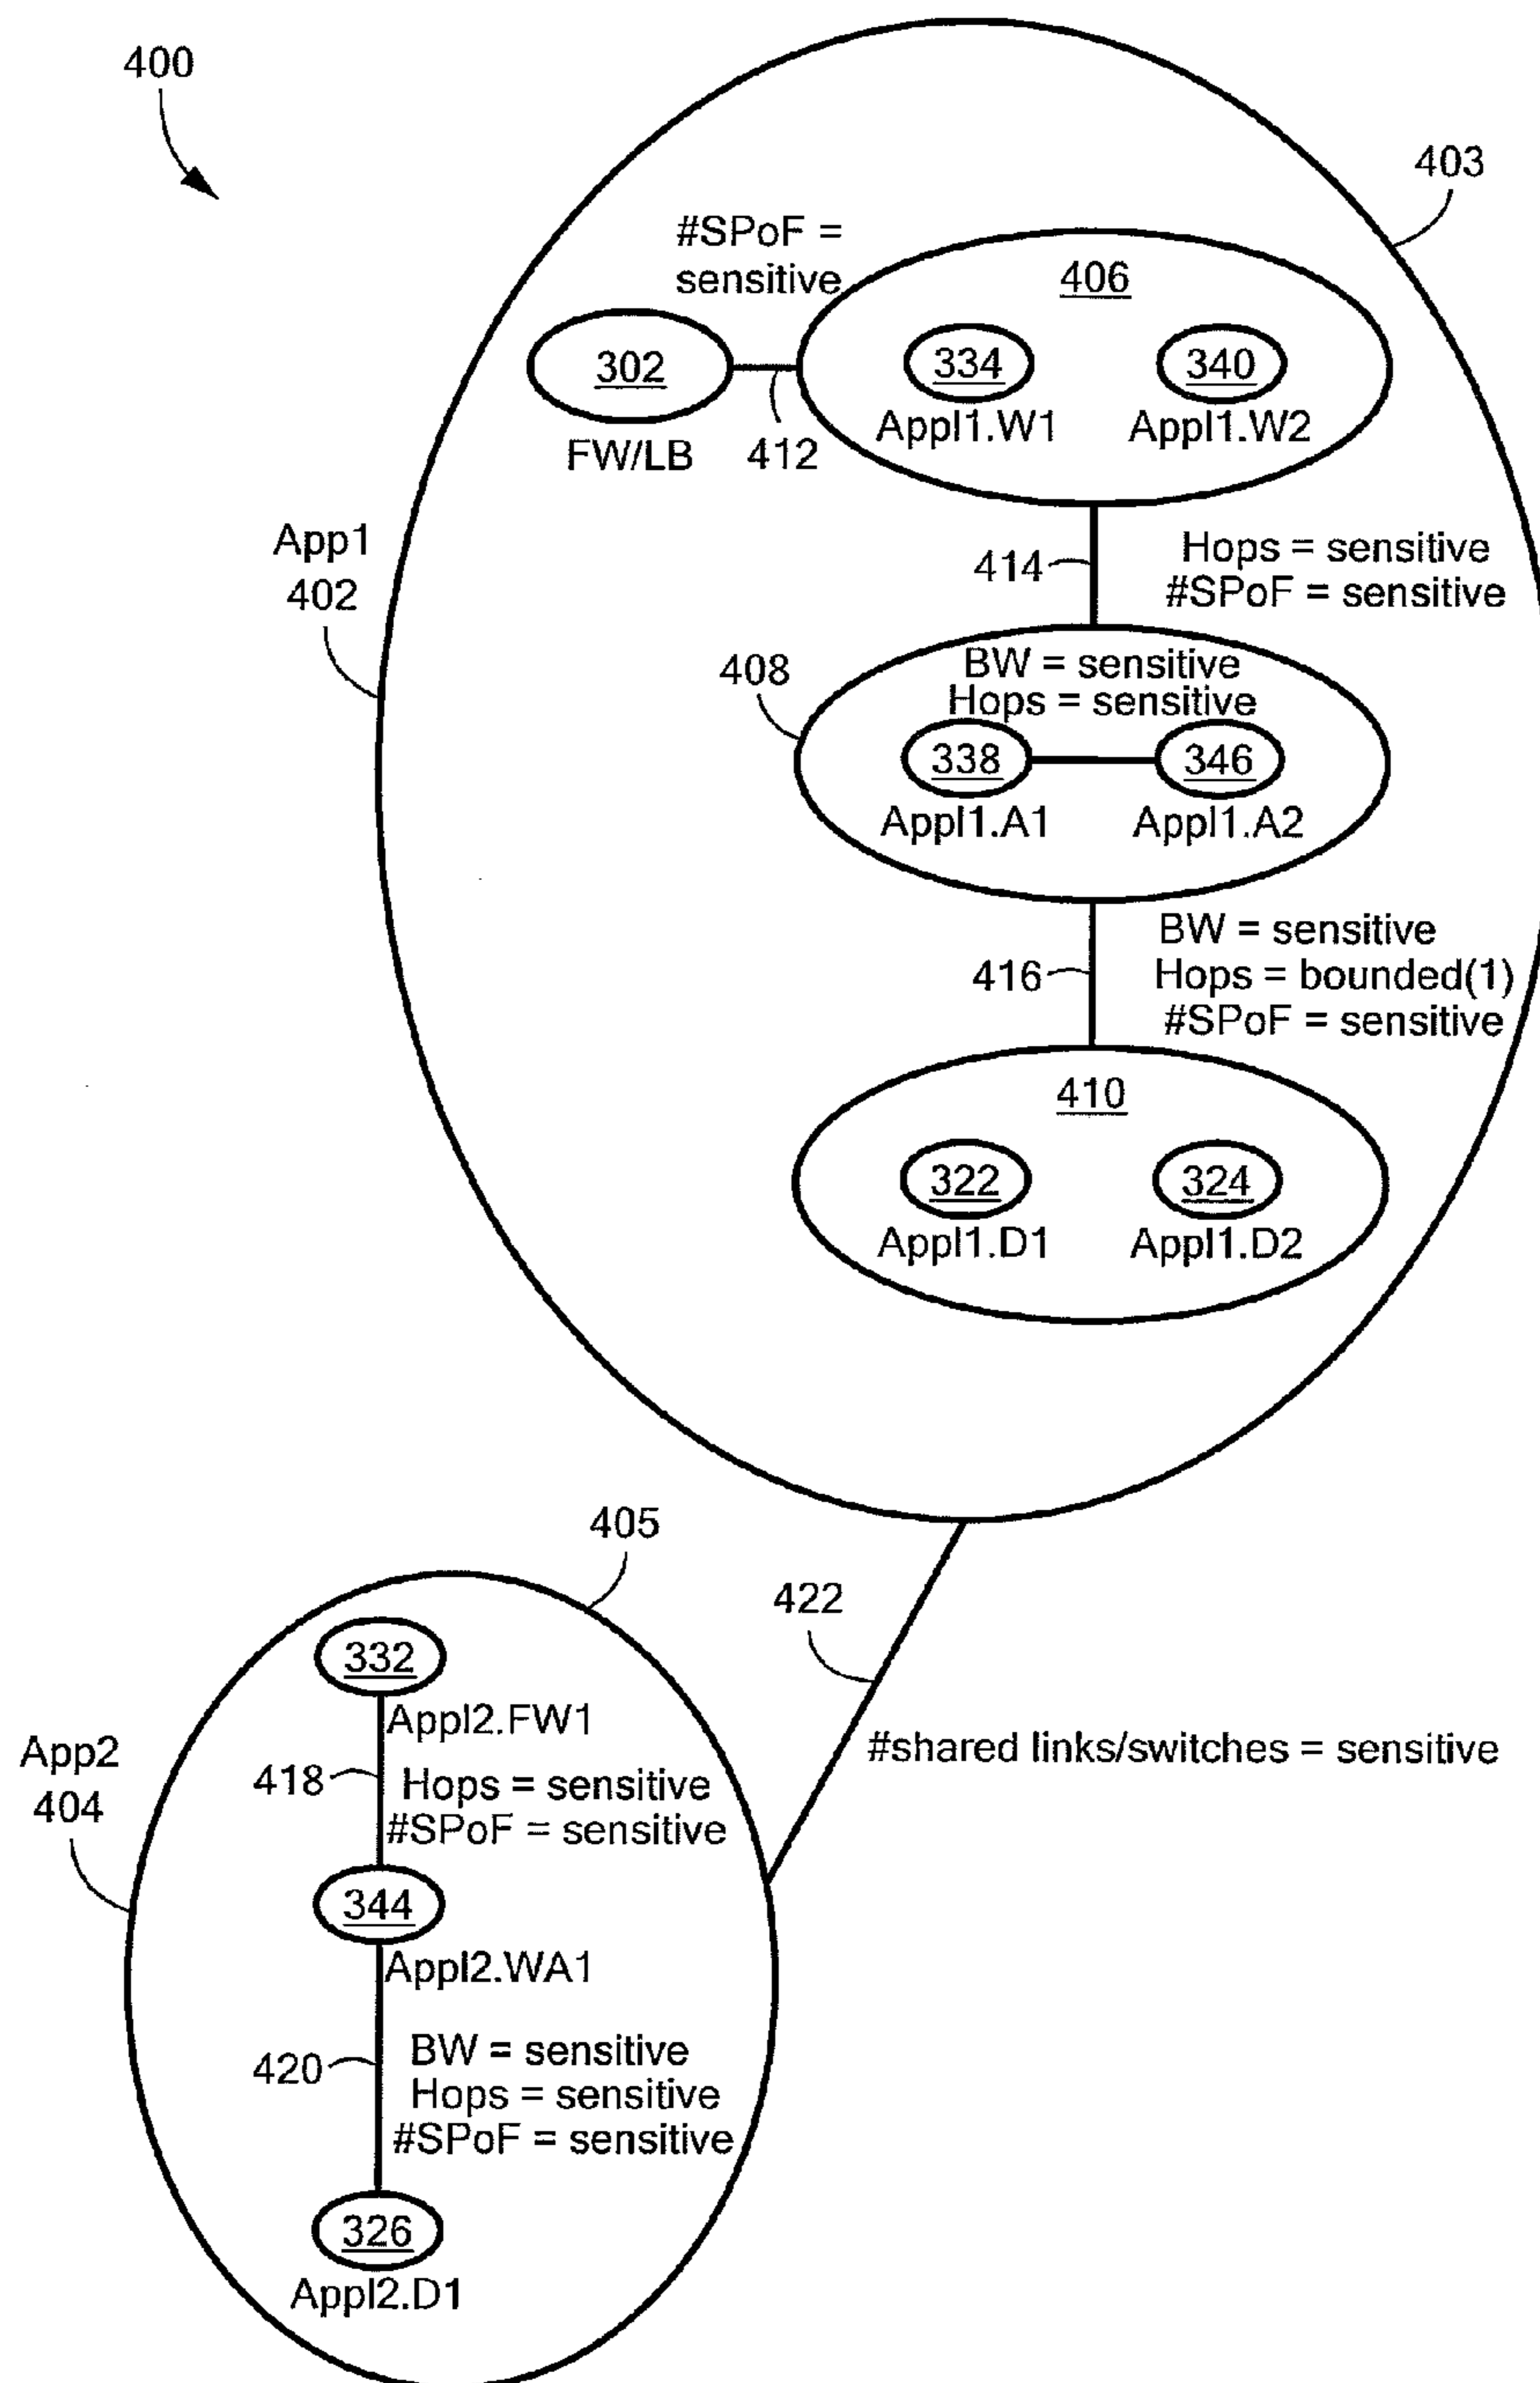 400
403
#SPoF =
sensitive
406
302
334
340
Appl1.W1
Appl1.W2
FW/LB
412
App1
402
414
Hops = sensitive
#SPoF = sensitive
408
BW = sensitive
Hops = sensitive
338
346
Appl1.A1
Appl1.A2
416
BW = sensitive
Hops = bounded(1)
#SPoF = sensitive
410
322
324
Appl1.D1
Appl1.D2
405
422
332
Appl2.FW1
App2
404
418
Hops = sensitive
#SPoF = sensitive
#shared links/switches = sensitive
344
Appl2.WA1
420
BW = sensitive
Hops = sensitive
#SPoF = sensitive
326
Appl2.D1